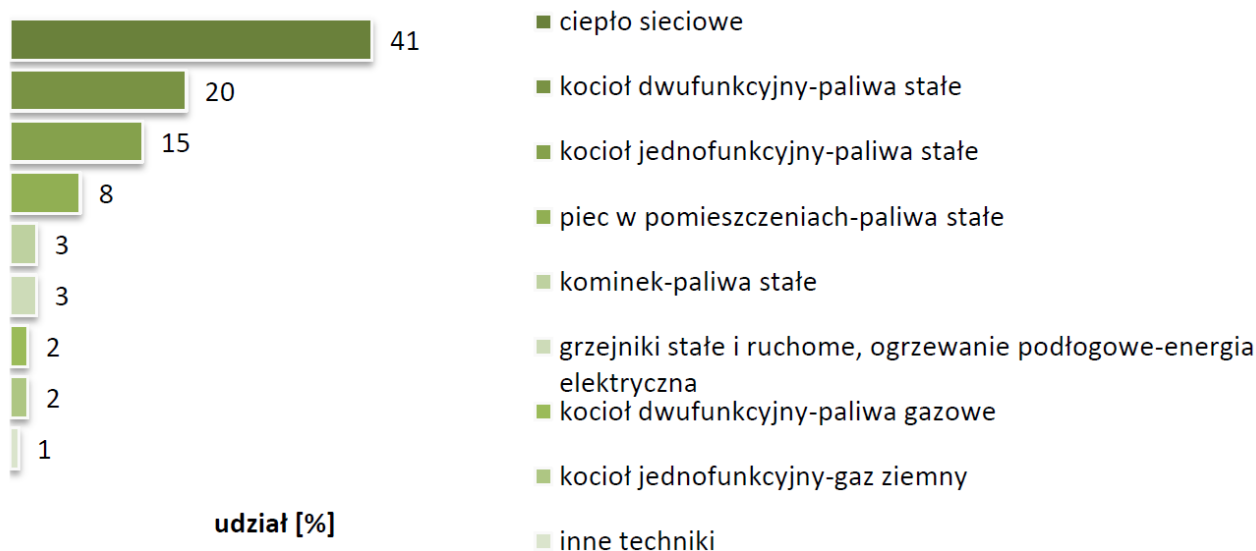 41
20
15
8
3
3
2
2
1
udział [%]
ciepło sieciowe
kocioł dwufunkcyjny-paliwa stałe
kocioł jednofunkcyjny-paliwa stałe
piec w pomieszczeniach-paliwa stałe
kominek-paliwa stałe
grzejniki stałe i ruchome, ogrzewanie podłogowe-energia
elektryczna
kocioł dwufunkcyjny-paliwa gazowe
kocioł jednofunkcyjny-gaz ziemny
inne techniki